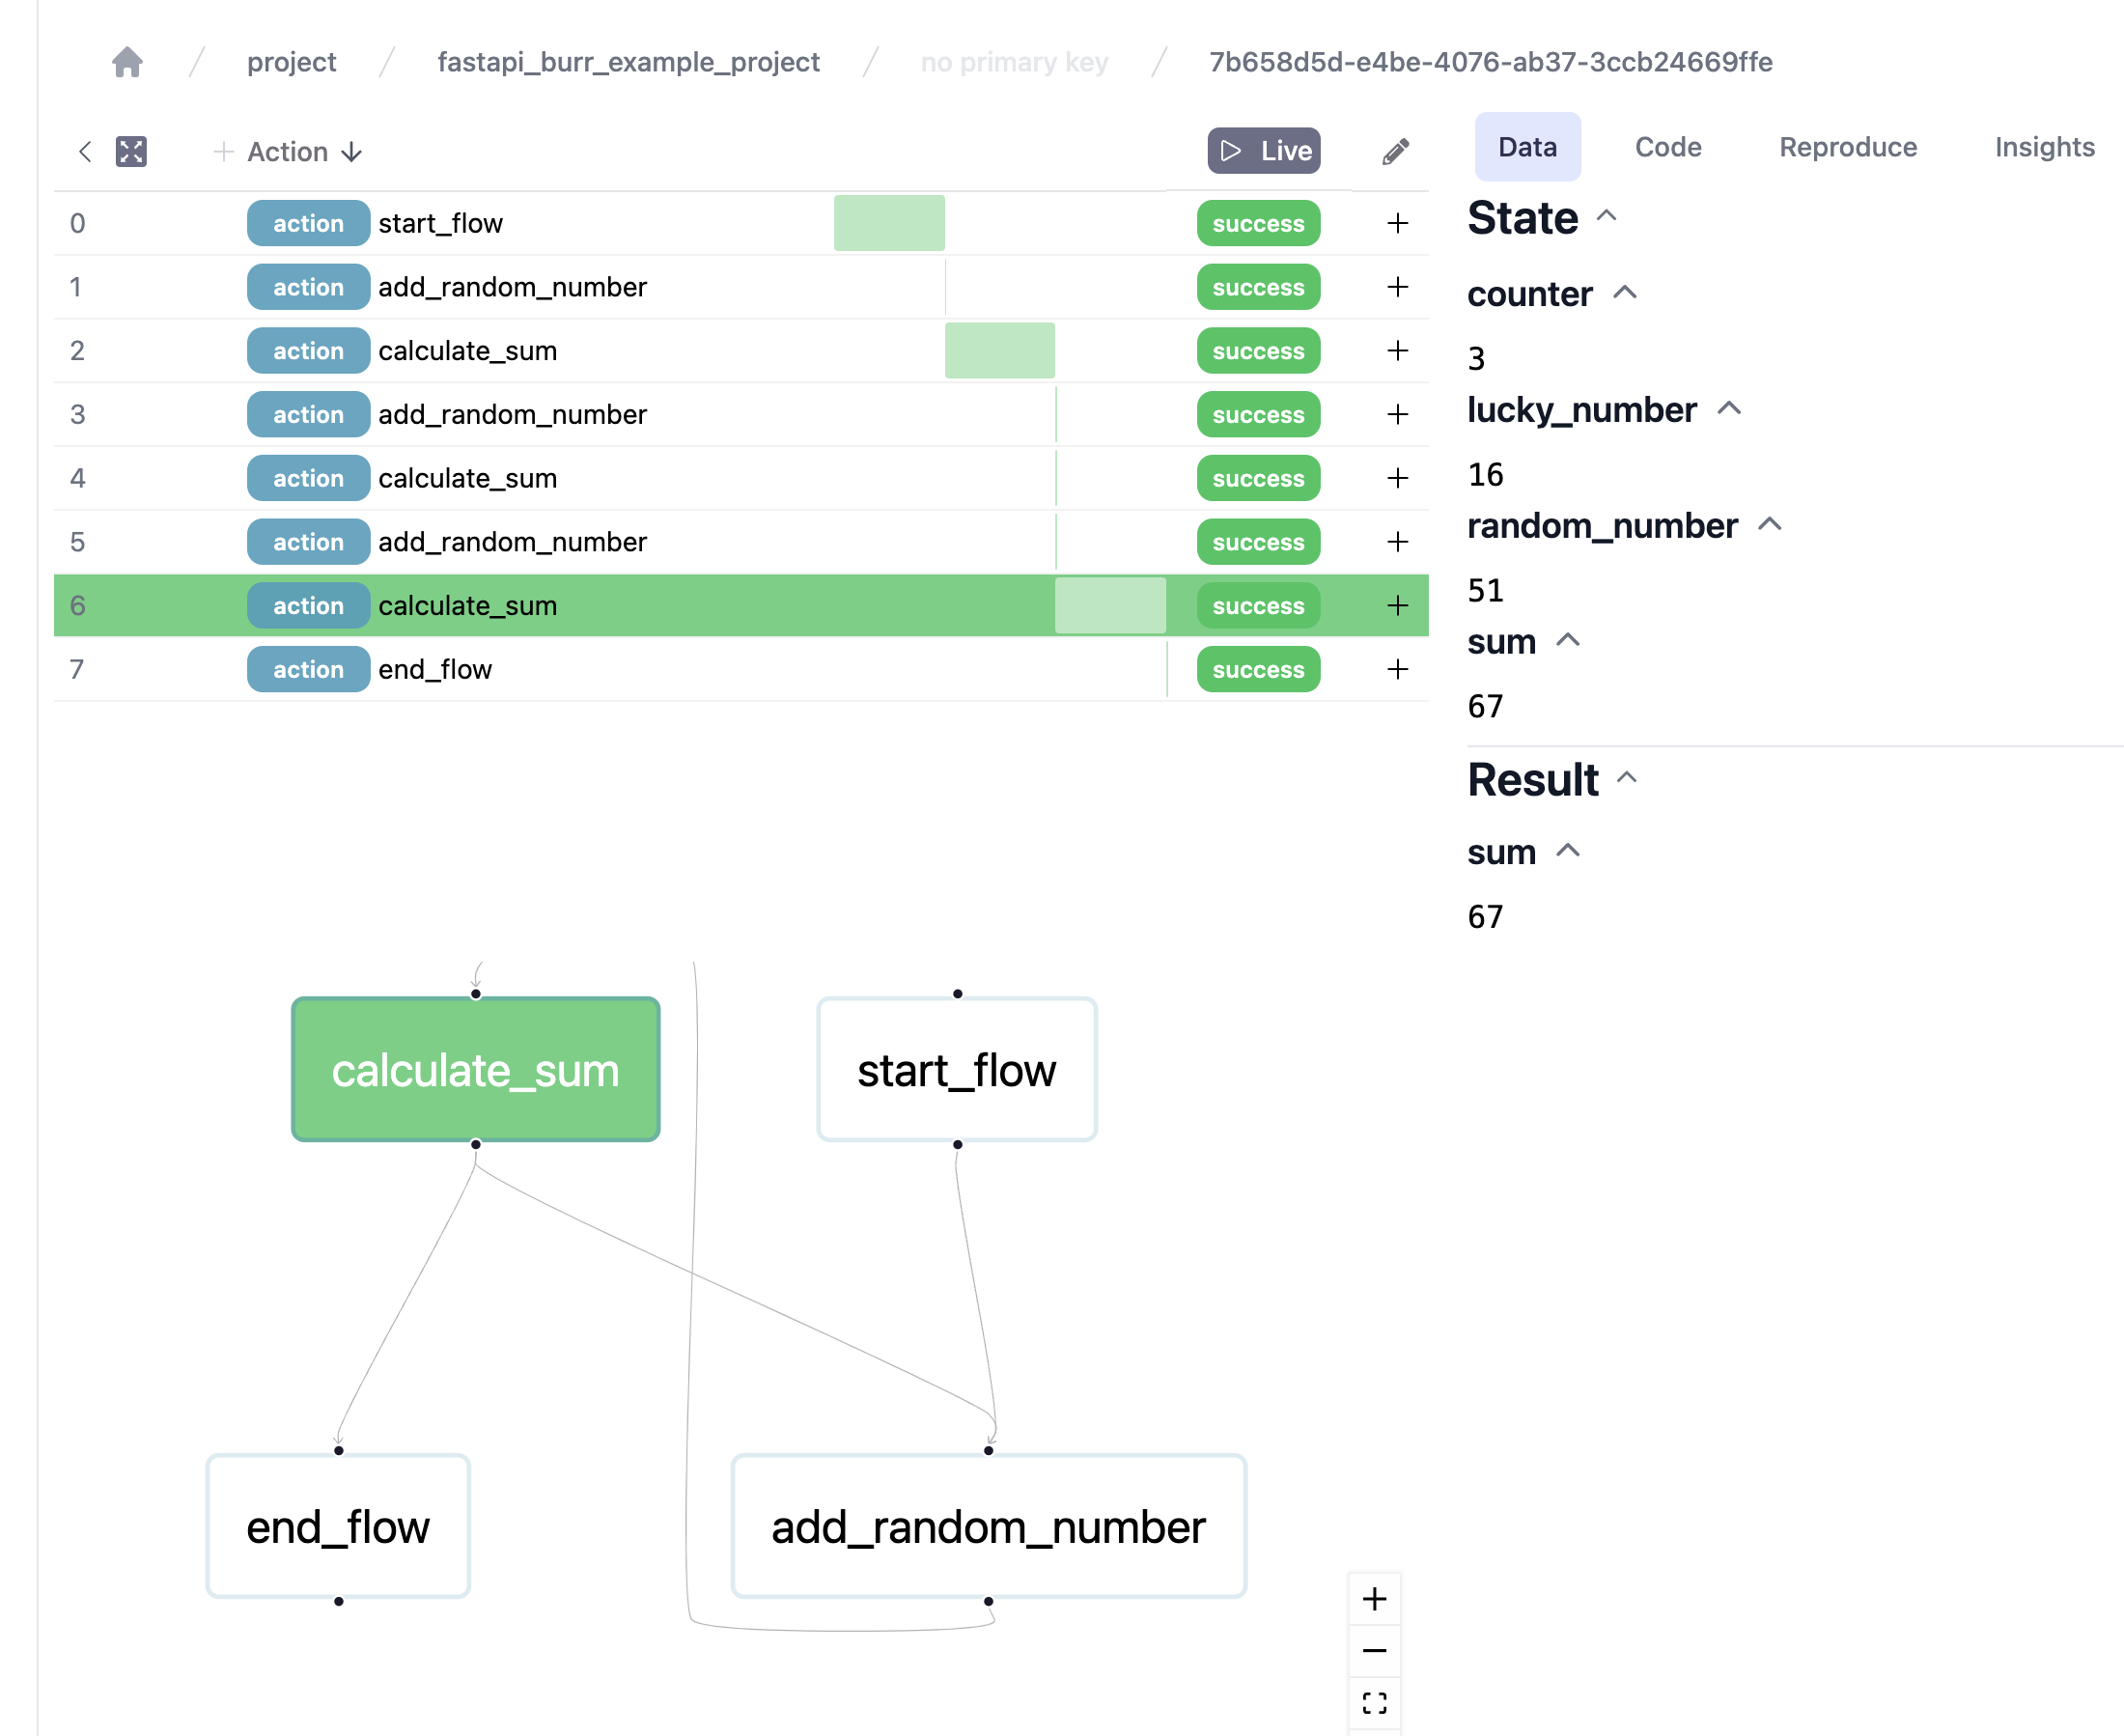 project / fastapi_burr_example_project / no primary key / 7b658d5d-e4be-4076-ab37-3ccb24669ffe
Action Live
0 action start_flow success
1 action add_random_number success
2 action calculate_sum success
3 action add_random_number success
4 action calculate_sum success
5 action add_random_number success
6 action calculate_sum success
7 action end_flow success
Data Code Reproduce Insights
State
counter
3
lucky_number
16
random_number
51
sum
67
Result
sum
67
calculate_sum start_flow
end_flow add_random_number